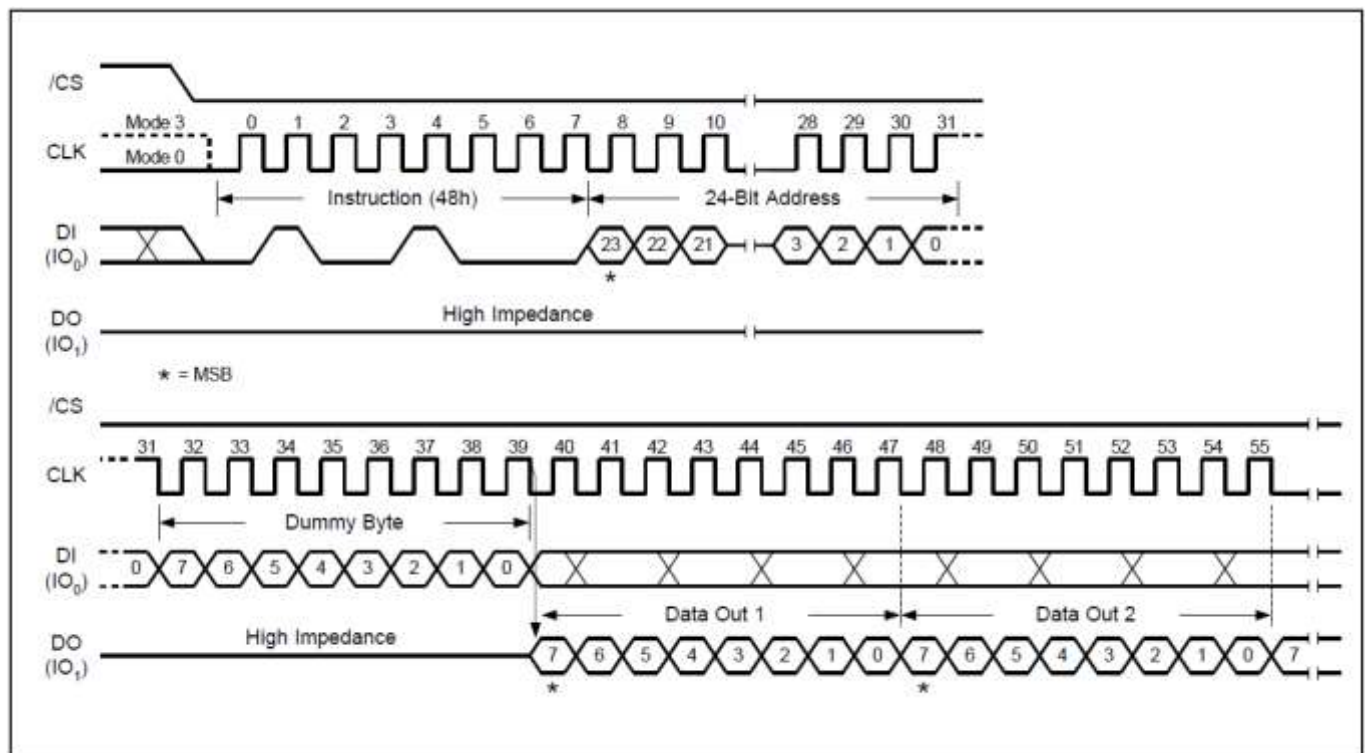 /CS
Mode 3 0 1 2 3 4 5 6 7 8 9 10 28 29 30 31
CLK
Mode 0
Instruction (48h) 24-Bit Address
DI
(IO₀)
23 22 21 3 2 1 0
*
DO
(IO₁)
High Impedance
* = MSB
/CS
31 32 33 34 35 36 37 38 39 40 41 42 43 44 45 46 47 48 49 50 51 52 53 54 55
CLK
Dummy Byte
DI
(IO₀)
0 7 6 5 4 3 2 1 0
Data Out 1 Data Out 2
DO
(IO₁)
High Impedance
7 6 5 4 3 2 1 0 7 6 5 4 3 2 1 0 7
* *